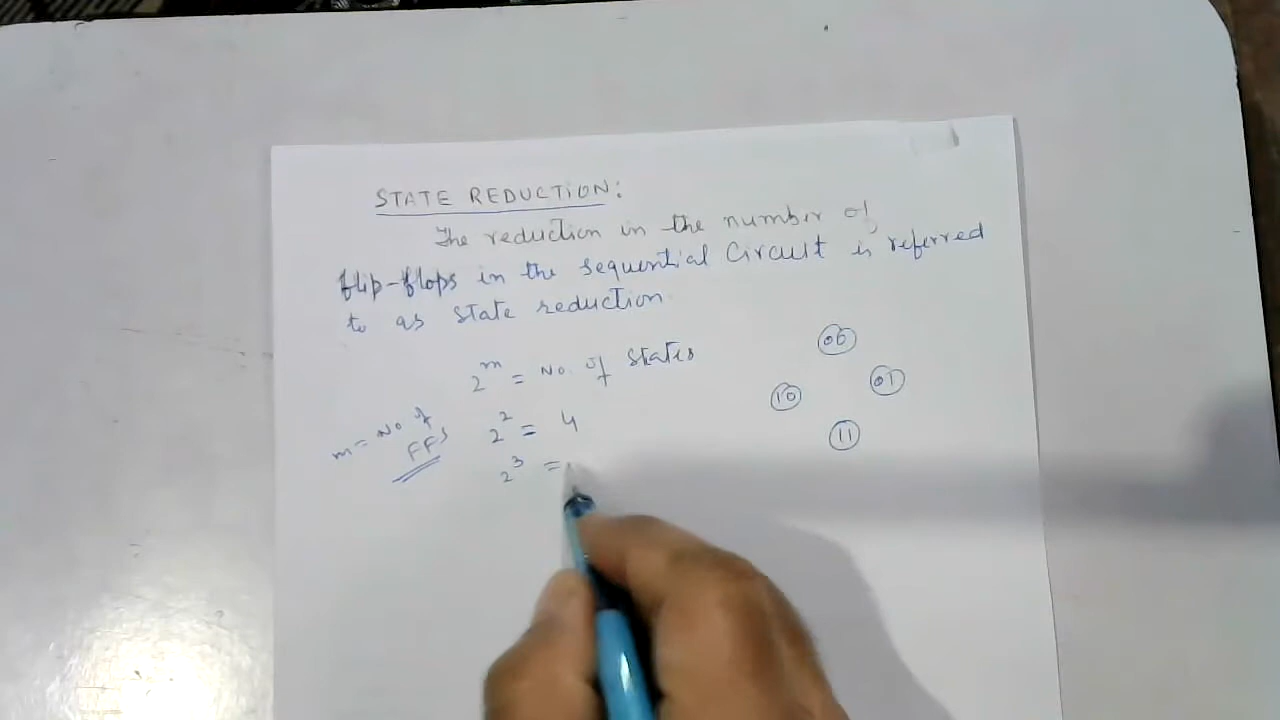 STATE REDUCTION:
The reduction in the number of
flip-flops in the sequential circuit is referred
to as state reduction
2^m = No. of states
m = No of FFs
2^2 = 4
2^3 =
00
01
10
11